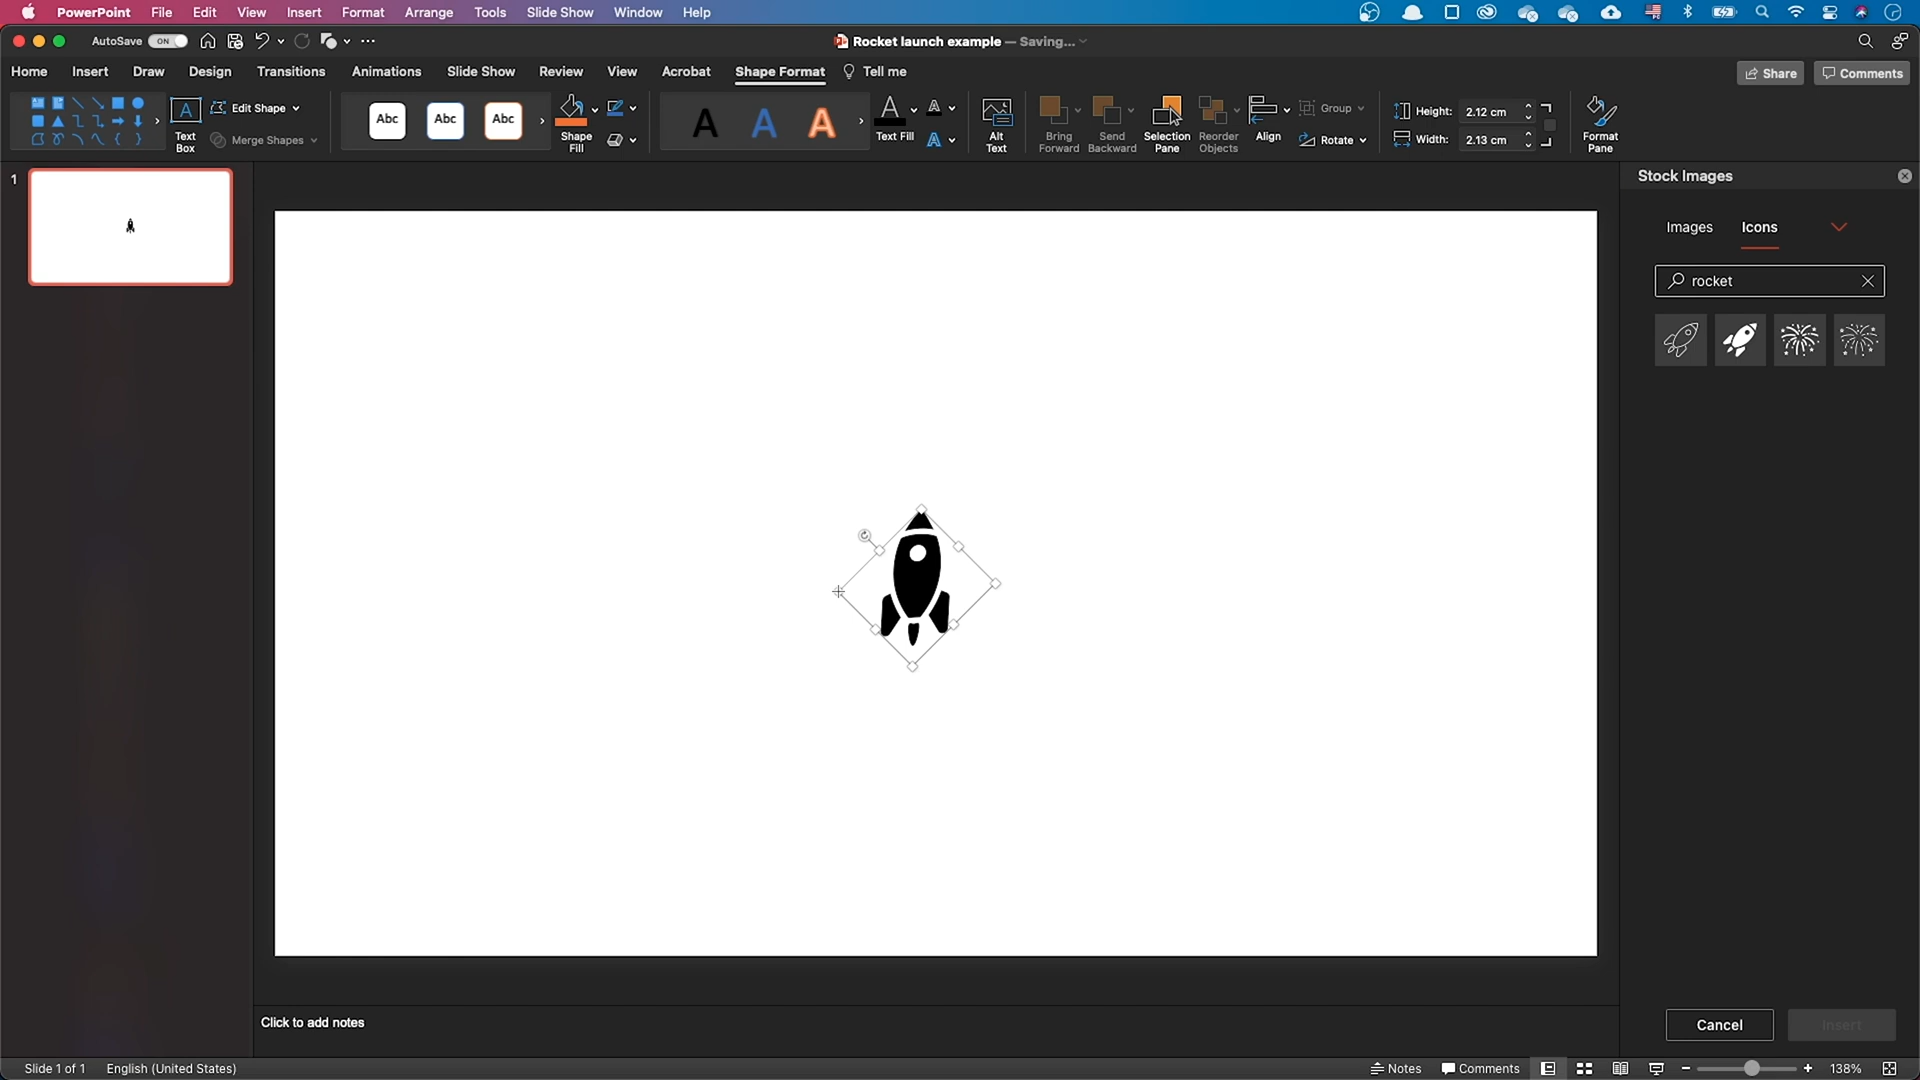 PowerPoint File Edit View Insert Format Arrange Tools Slide Show Window Help
AutoSave ON Rocket launch example — Saving...
Home Insert Draw Design Transitions Animations Slide Show Review View Acrobat Shape Format Tell me Share Comments
Text Box
Edit Shape
Merge Shapes
Abc Abc Abc
Shape Fill
A A A
Text Fill
Alt Text
Bring Forward
Send Backward
Selection Pane
Reorder Objects
Align
Group
Rotate
Height: 2.12 cm
Width: 2.13 cm
Format Pane
1
Stock Images
Images Icons
rocket
Cancel Insert
Click to add notes
Slide 1 of 1 English (United States) Notes Comments 138%